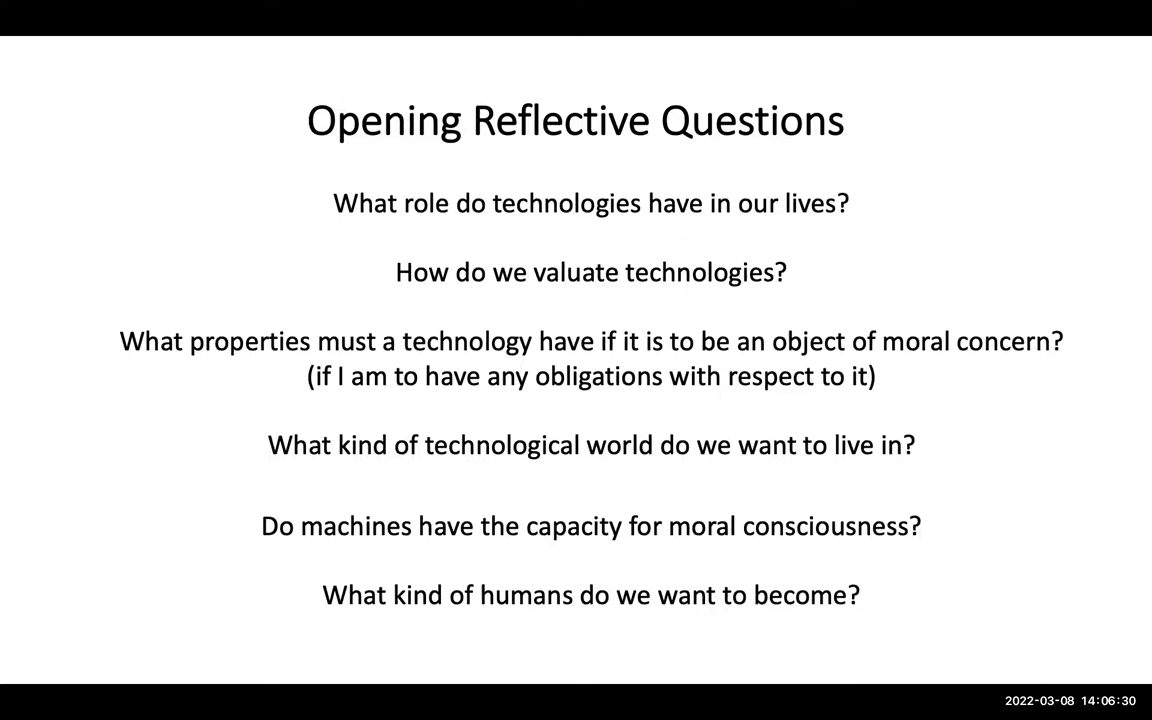 Opening Reflective Questions
What role do technologies have in our lives?
How do we valuate technologies?
What properties must a technology have if it is to be an object of moral concern?
(if I am to have any obligations with respect to it)
What kind of technological world do we want to live in?
Do machines have the capacity for moral consciousness?
What kind of humans do we want to become?
2022-03-08 14:06:30